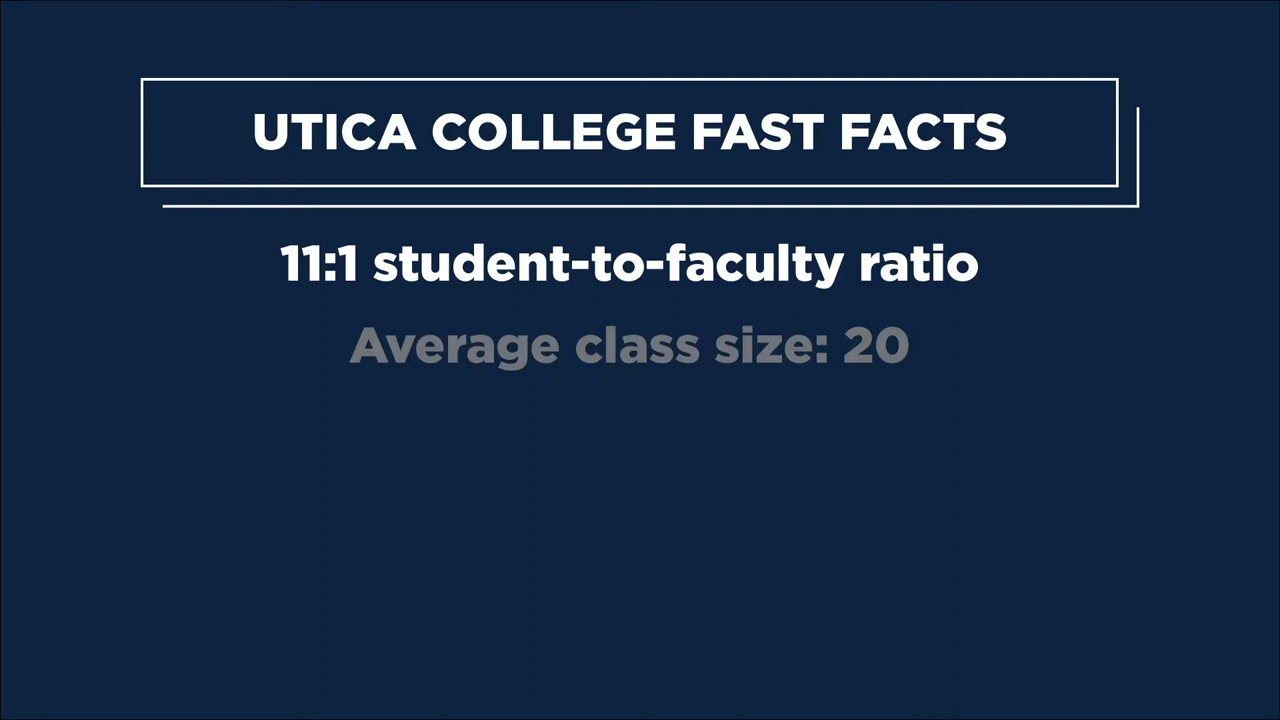 UTICA COLLEGE FAST FACTS
11:1 student-to-faculty ratio
Average class size: 20